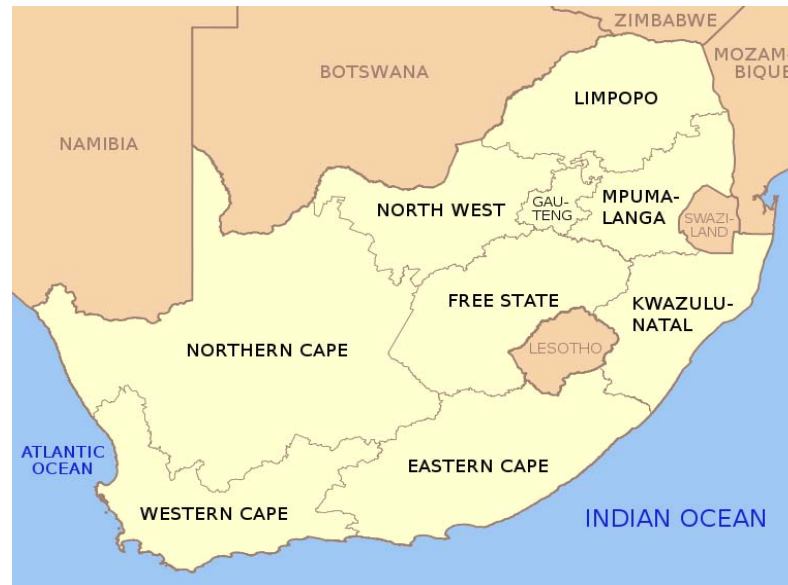 ZIMBABWE
MOZAM-
BIQUE
BOTSWANA
LIMPOPO
NAMIBIA
NORTH WEST
GAU-
TENG
MPUMA-
LANGA
SWAZI-
LAND
FREE STATE
KWAZULU-
NATAL
NORTHERN CAPE
LESOTHO
ATLANTIC
OCEAN
EASTERN CAPE
WESTERN CAPE
INDIAN OCEAN